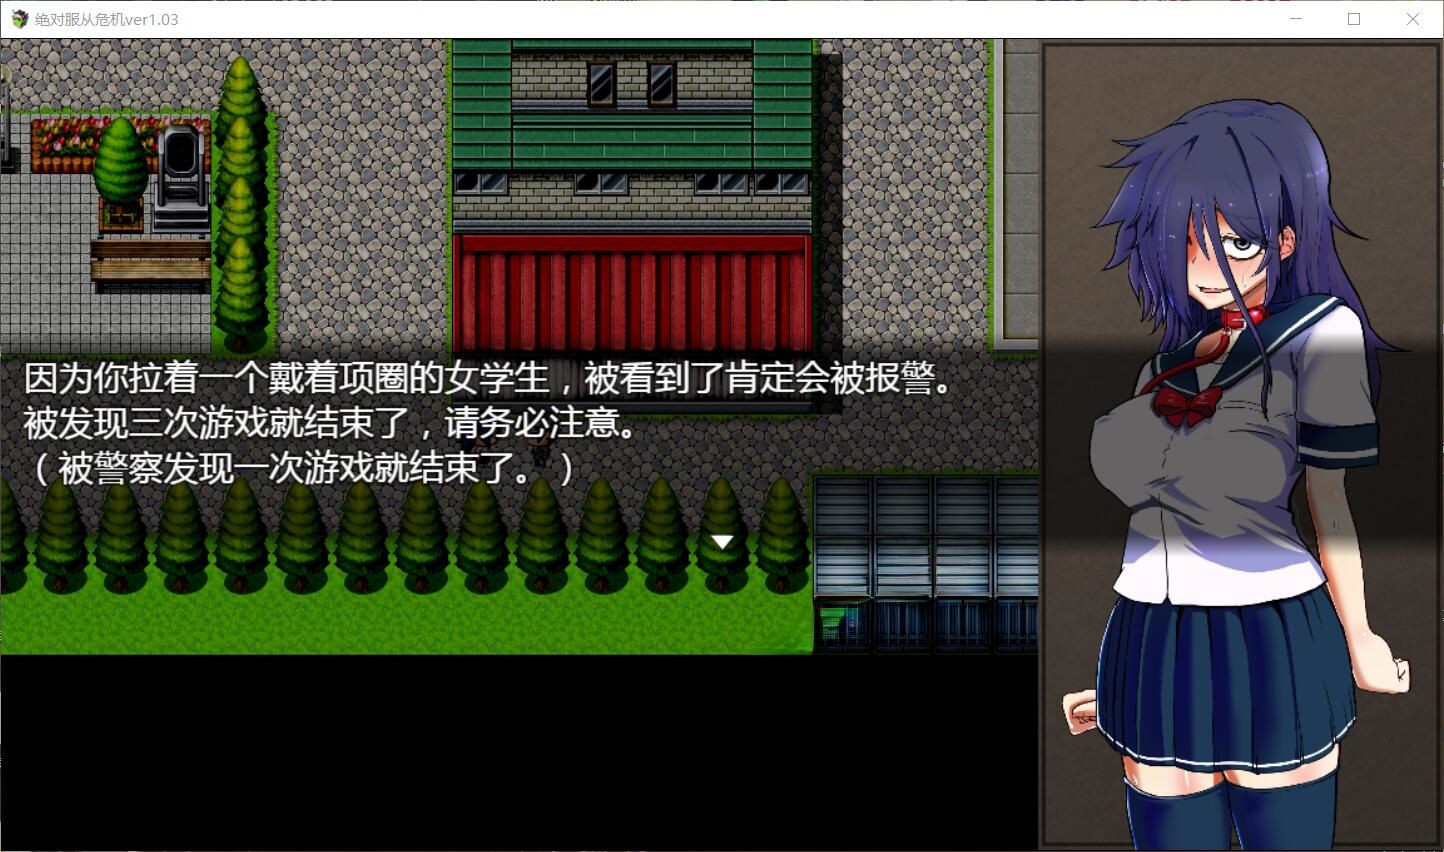 绝对服从危机ver1.03
因为你拉着一个戴着项圈的女学生，被看到了肯定会被报警。
被发现三次游戏就结束了，请务必注意。
（被警察发现一次游戏就结束了。）